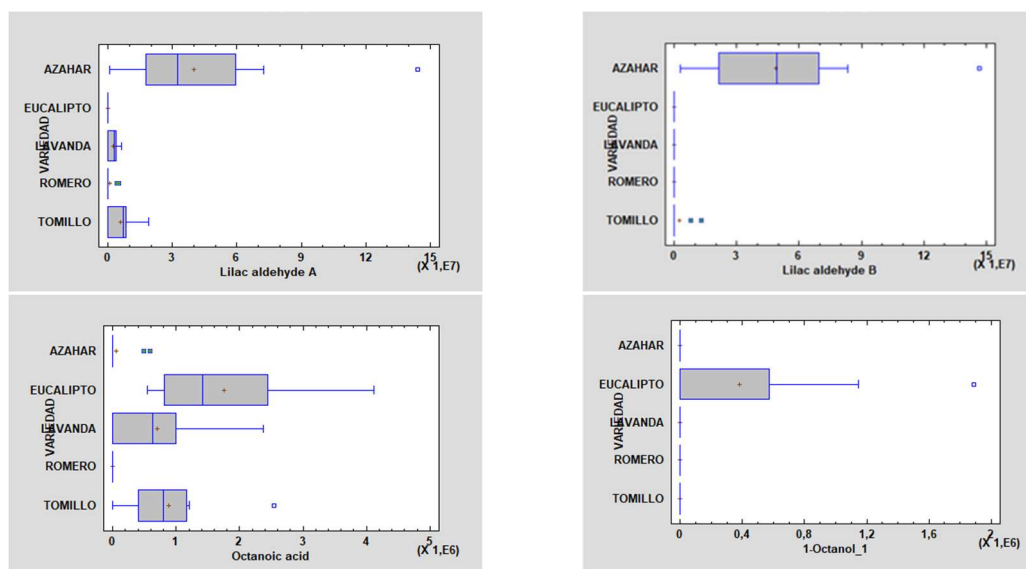 AZAHAR
EUCALIPTO
LAVANDA
ROMERO
TOMILLO
VARIEDAD
0 3 6 9 12 15
(X 1,E7)
Lilac aldehyde A
AZAHAR
EUCALIPTO
LAVANDA
ROMERO
TOMILLO
VARIEDAD
0 3 6 9 12 15
(X 1,E7)
Lilac aldehyde B
AZAHAR
EUCALIPTO
LAVANDA
ROMERO
TOMILLO
VARIEDAD
0 1 2 3 4 5
(X 1,E6)
Octanoic acid
AZAHAR
EUCALIPTO
LAVANDA
ROMERO
TOMILLO
VARIEDAD
0 0,4 0,8 1,2 1,6 2
(X 1,E6)
1-Octanol_1